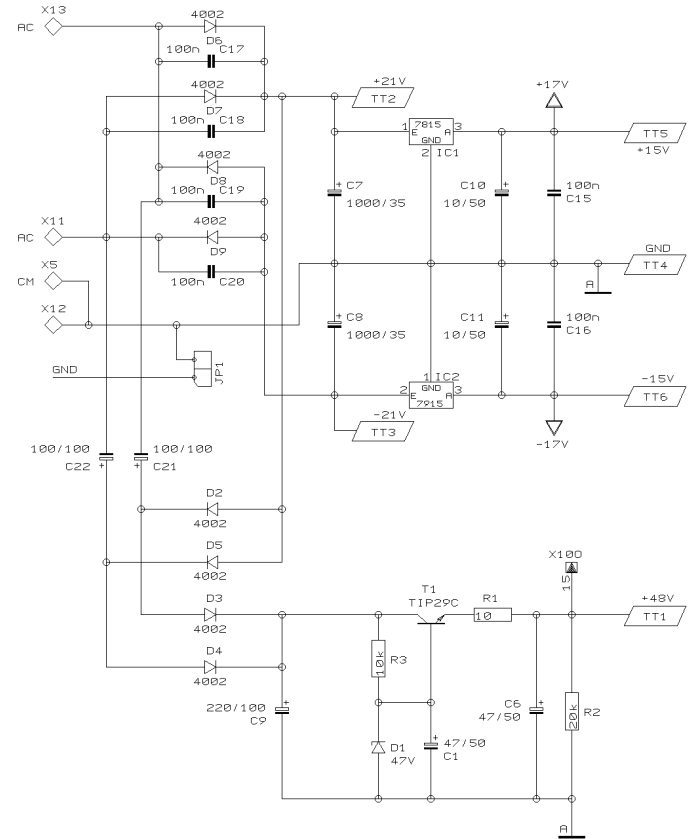 X13
AC
4002
D6
100n C17
4002
D7
100n C18
4002
D8
100n C19
X11
AC
4002
D9
100n C20
X5
CM
X12
GND
JP1
+21V
TT2
1 E 7815 A 3
GND
2 IC1
+17V
TT5
+15V
C7
1000/35
C10
10/50
100n
C15
GND
TT4
A
C8
1000/35
C11
10/50
100n
C16
1 IC2
GND
2 E 7915 A 3
-21V
TT3
-15V
TT6
-17V
100/100
C22
100/100
C21
D2
4002
D5
4002
D3
4002
D4
4002
220/100
C9
T1
TIP29C
R1
10
X100
15
+48V
TT1
10k
R3
D1
47V
47/50
C1
C6
47/50
20k
R2
A